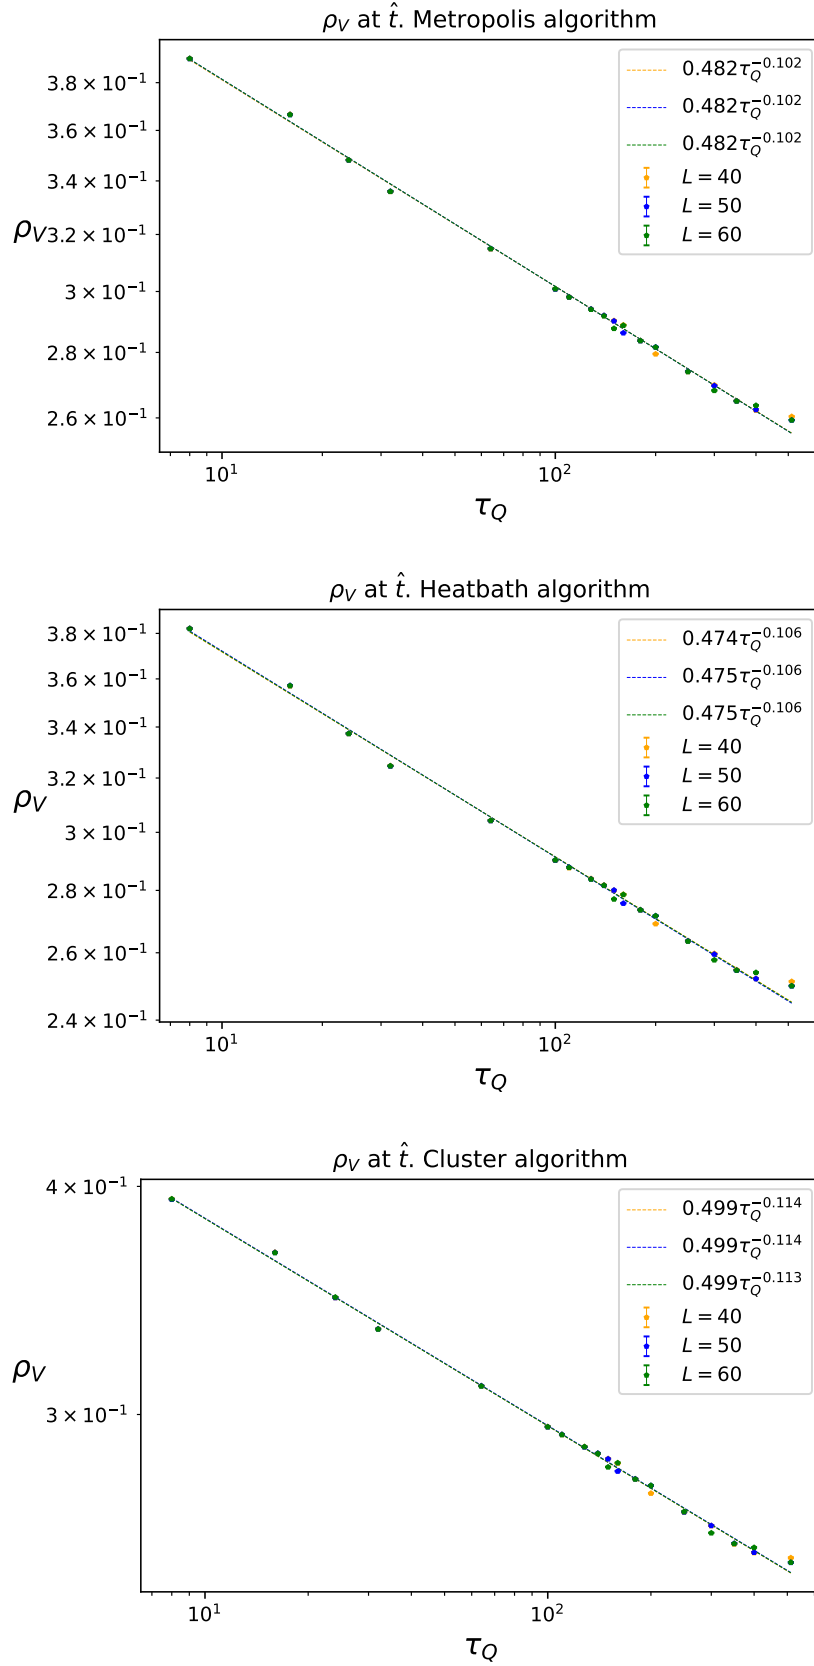 ρ_V at t̂. Metropolis algorithm
0.482τ_Q^{-0.102}
0.482τ_Q^{-0.102}
0.482τ_Q^{-0.102}
L = 40
L = 50
L = 60
3.8 × 10^{-1}
3.6 × 10^{-1}
3.4 × 10^{-1}
ρ_V
3.2 × 10^{-1}
3 × 10^{-1}
2.8 × 10^{-1}
2.6 × 10^{-1}
10^1
10^2
τ_Q
ρ_V at t̂. Heatbath algorithm
0.474τ_Q^{-0.106}
0.475τ_Q^{-0.106}
0.475τ_Q^{-0.106}
L = 40
L = 50
L = 60
3.8 × 10^{-1}
3.6 × 10^{-1}
3.4 × 10^{-1}
3.2 × 10^{-1}
ρ_V
3 × 10^{-1}
2.8 × 10^{-1}
2.6 × 10^{-1}
2.4 × 10^{-1}
10^1
10^2
τ_Q
ρ_V at t̂. Cluster algorithm
0.499τ_Q^{-0.114}
0.499τ_Q^{-0.114}
0.499τ_Q^{-0.113}
L = 40
L = 50
L = 60
4 × 10^{-1}
ρ_V
3 × 10^{-1}
10^1
10^2
τ_Q